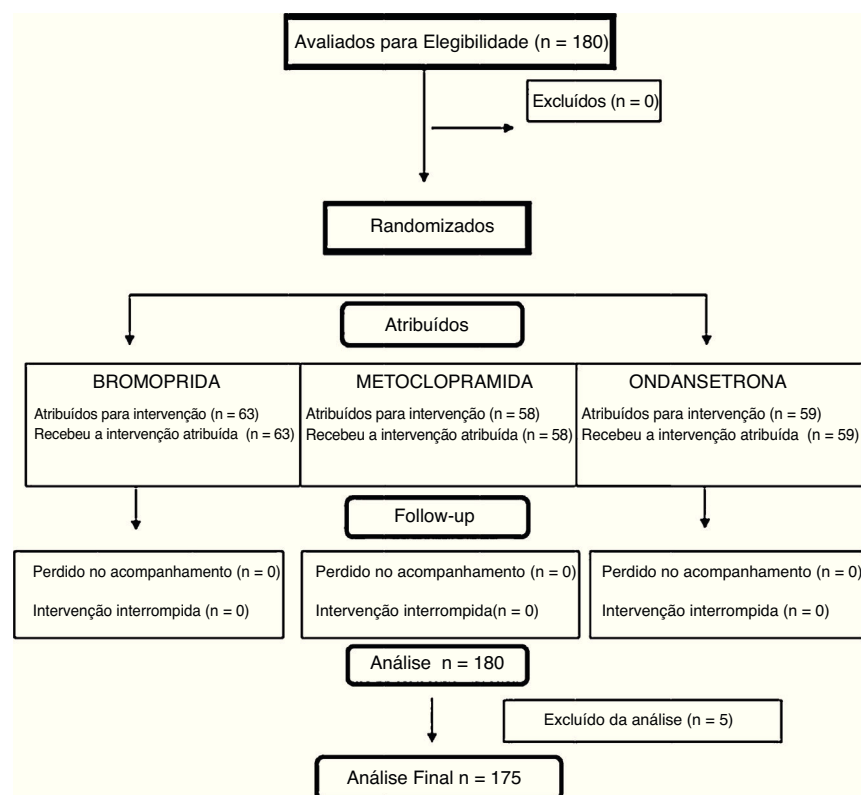 Avaliados para Elegibilidade (n = 180)
Excluídos (n = 0)
Randomizados
Atribuídos
BROMOPRIDA
Atribuídos para intervenção (n = 63)
Recebeu a intervenção atribuída (n = 63)
METOCLOPRAMIDA
Atribuídos para intervenção (n = 58)
Recebeu a intervenção atribuída (n = 58)
ONDANSETRONA
Atribuídos para intervenção (n = 59)
Recebeu a intervenção atribuída (n = 59)
Follow-up
Perdido no acompanhamento (n = 0)
Intervenção interrompida (n = 0)
Perdido no acompanhamento (n = 0)
Intervenção interrompida(n = 0)
Perdido no acompanhamento (n = 0)
Intervenção interrompida (n = 0)
Análise n = 180
Excluído da análise (n = 5)
Análise Final n = 175